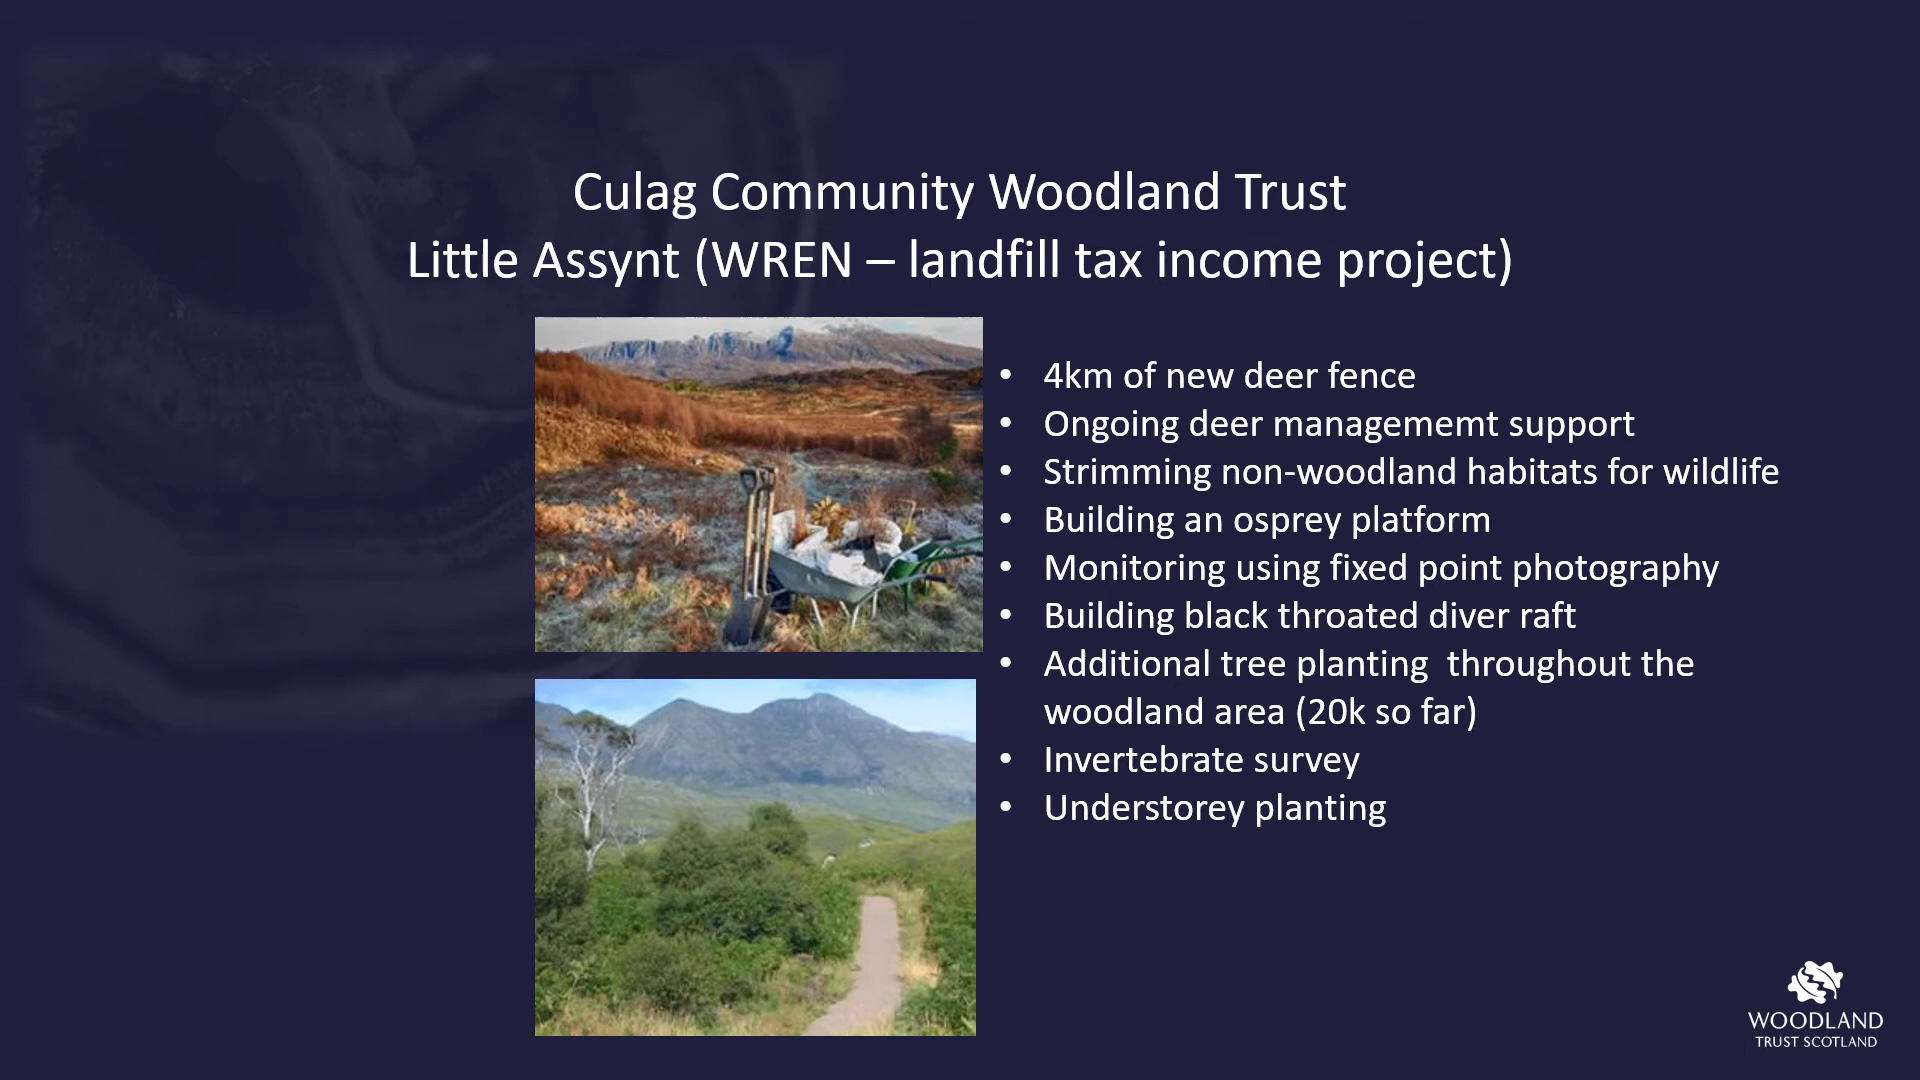 Culag Community Woodland Trust
Little Assynt (WREN – landfill tax income project)
• 4km of new deer fence
• Ongoing deer managememt support
• Strimming non-woodland habitats for wildlife
• Building an osprey platform
• Monitoring using fixed point photography
• Building black throated diver raft
• Additional tree planting  throughout the
woodland area (20k so far)
• Invertebrate survey
• Understorey planting
WOODLAND
TRUST SCOTLAND